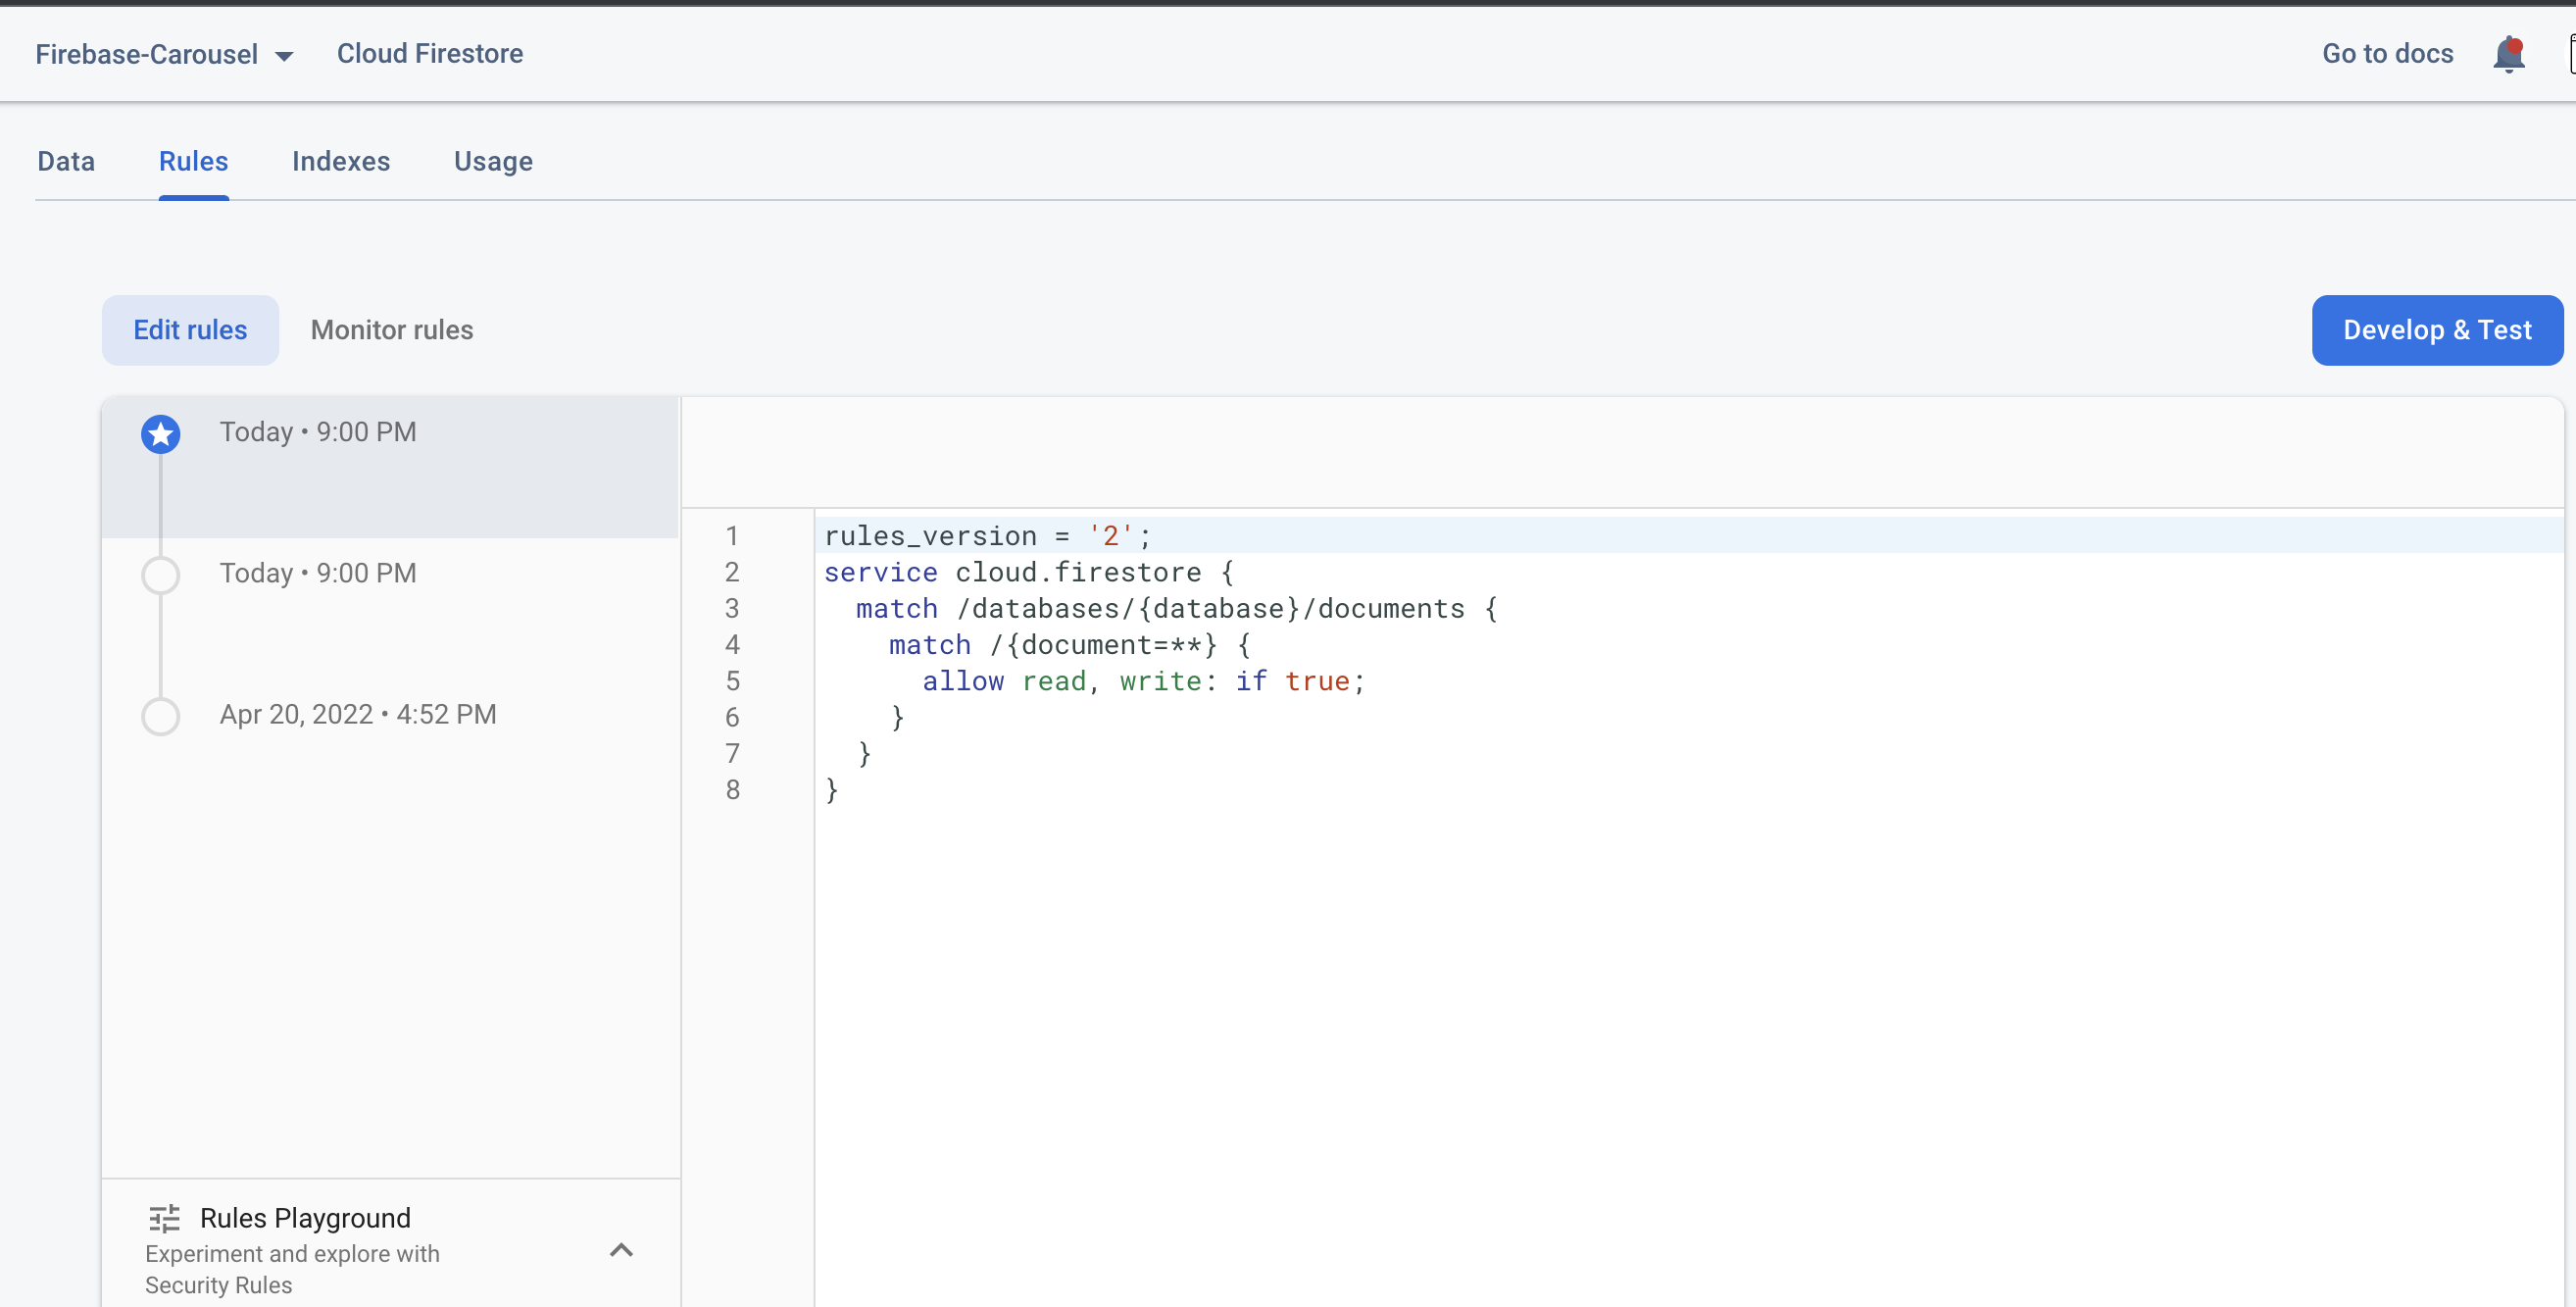 Firebase-Carousel Cloud Firestore Go to docs
Data Rules Indexes Usage
Edit rules Monitor rules Develop & Test
Today • 9:00 PM
Today • 9:00 PM
Apr 20, 2022 • 4:52 PM
1 rules_version = '2';
2 service cloud.firestore {
3   match /databases/{database}/documents {
4     match /{document=**} {
5       allow read, write: if true;
6     }
7   }
8 }
Rules Playground
Experiment and explore with
Security Rules